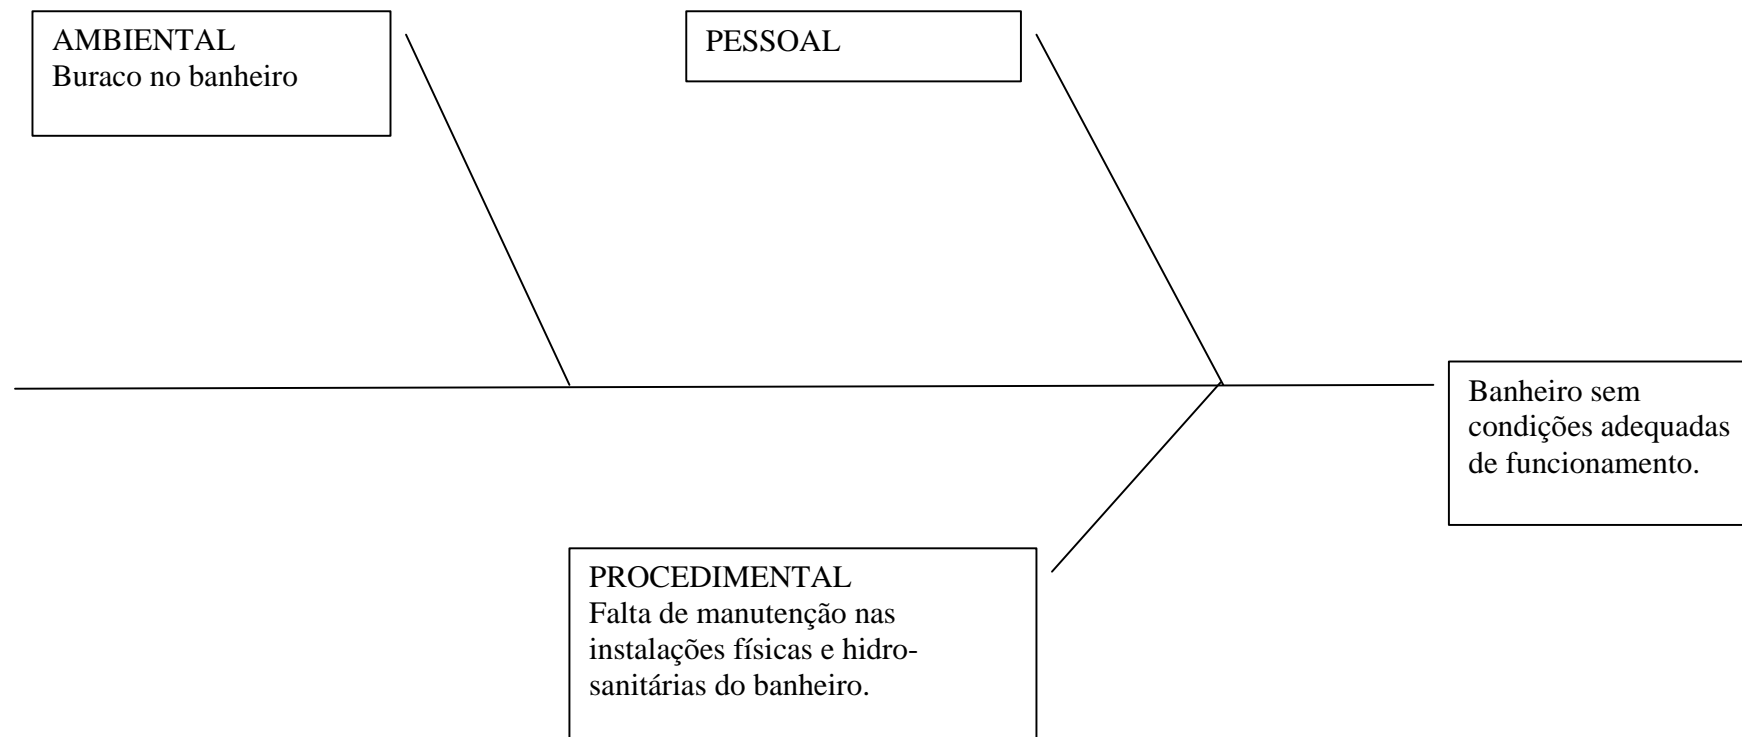 AMBIENTAL
Buraco no banheiro
PESSOAL
Banheiro sem
condições adequadas
de funcionamento.
PROCEDIMENTAL
Falta de manutenção nas
instalações físicas e hidro-
sanitárias do banheiro.